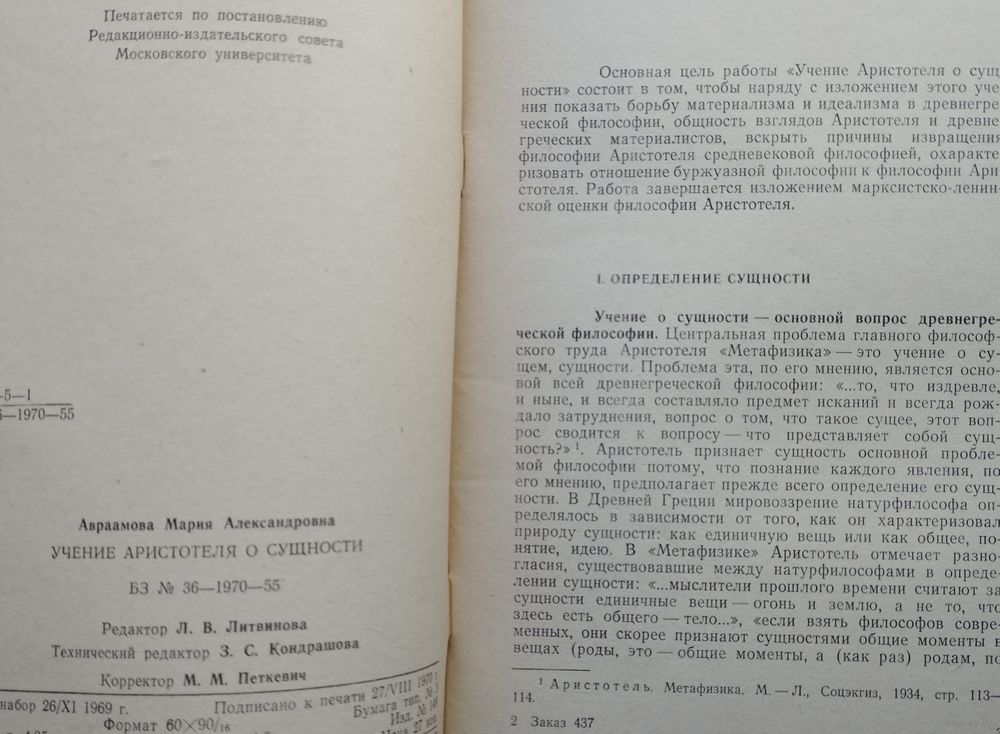 Печатается по постановлению
Редакционно-издательского совета
Московского университета
—5—1
—1970—55
Авраамова Мария Александровна
УЧЕНИЕ АРИСТОТЕЛЯ О СУЩНОСТИ
БЗ № 36—1970—55
Редактор Л. В. Литвинова
Технический редактор З. С. Кондрашова
Корректор М. М. Петкевич
набор 26/XI 1969 г. Подписано к печати 27/VIII 1970 г.
Формат 60×90/16 Бумага тип. №
Изд. №
Цена 27 коп.
Основная цель работы «Учение Аристотеля о сущ
ности» состоит в том, чтобы наряду с изложением этого уче
ния показать борьбу материализма и идеализма в древнегре
ческой философии, общность взглядов Аристотеля и древне
греческих материалистов, вскрыть причины извращения
философии Аристотеля средневековой философией, охаракте
ризовать отношение буржуазной философии к философии Ари
стотеля. Работа завершается изложением марксистско-ленин
ской оценки философии Аристотеля.
I. ОПРЕДЕЛЕНИЕ СУЩНОСТИ
Учение о сущности — основной вопрос древнегре-
ческой философии. Центральная проблема главного философ-
ского труда Аристотеля «Метафизика» — это учение о су-
щем, сущности. Проблема эта, по его мнению, является осно-
вой всей древнегреческой философии: «...то, что издревле,
и ныне, и всегда составляло предмет исканий и всегда рож-
дало затруднения, вопрос о том, что такое сущее, этот воп-
рос сводится к вопросу — что представляет собой сущ-
ность?» ¹. Аристотель признает сущность основной пробле-
мой философии потому, что познание каждого явления, по
его мнению, предполагает прежде всего определение его сущ-
ности. В Древней Греции мировоззрение натурфилософа оп-
ределялось в зависимости от того, как он характеризовал
природу сущности: как единичную вещь или как общее, по-
нятие, идею. В «Метафизике» Аристотель отмечает разно-
гласия, существовавшие между натурфилософами в опреде-
лении сущности: «...мыслители прошлого времени считают за
сущности единичные вещи — огонь и землю, а не то, что
здесь есть общего — тело...», «если взять философов совре-
менных, они скорее признают сущностями общие моменты в
вещах (роды, это — общие моменты, а (как раз) родам, по
¹ Аристотель. Метафизика. М. — Л., Соцэкгиз, 1934, стр. 113—
114.
2 Заказ 437